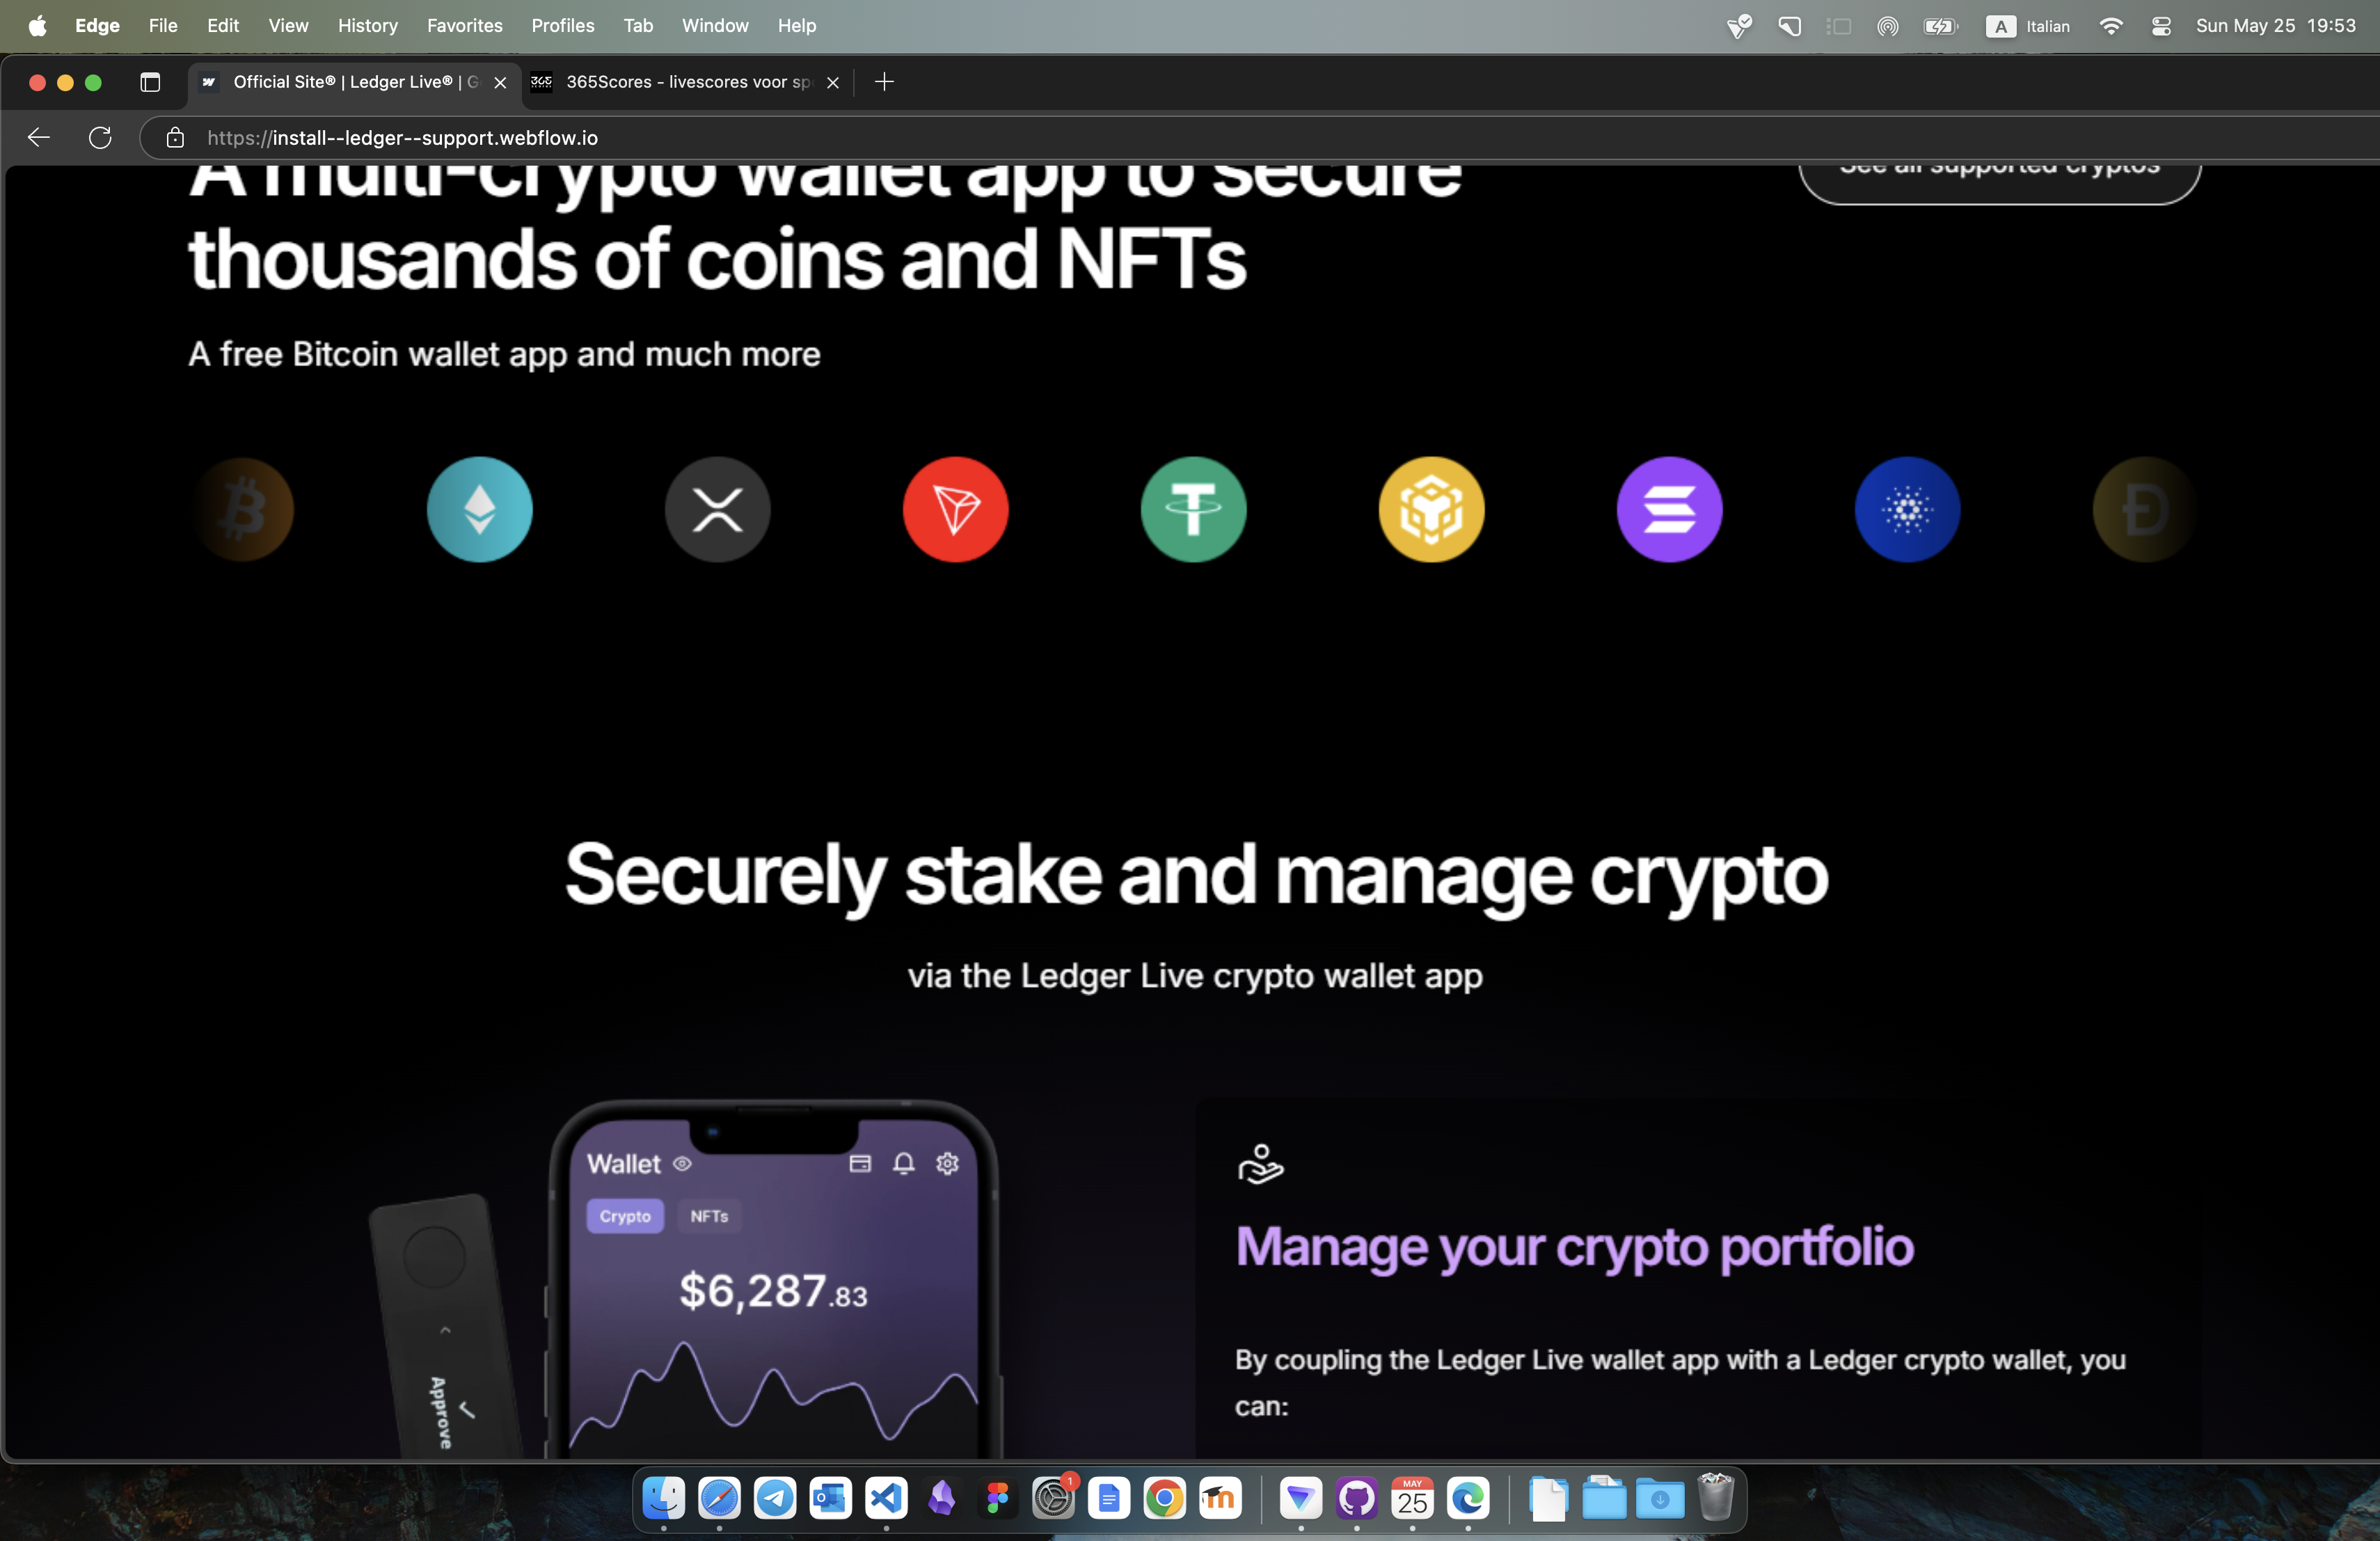 Edge File Edit View History Favorites Profiles Tab Window Help
A Italian Sun May 25 19:53
Official Site® | Ledger Live® | G
365 365Scores - livescores voor sp
https://install--ledger--support.webflow.io
A multi-crypto wallet app to secure
thousands of coins and NFTs
See all supported cryptos
A free Bitcoin wallet app and much more
Securely stake and manage crypto
via the Ledger Live crypto wallet app
Wallet
Crypto NFTs
$6,287.83
Approve
Manage your crypto portfolio
By coupling the Ledger Live wallet app with a Ledger crypto wallet, you
can:
1
MAY
25